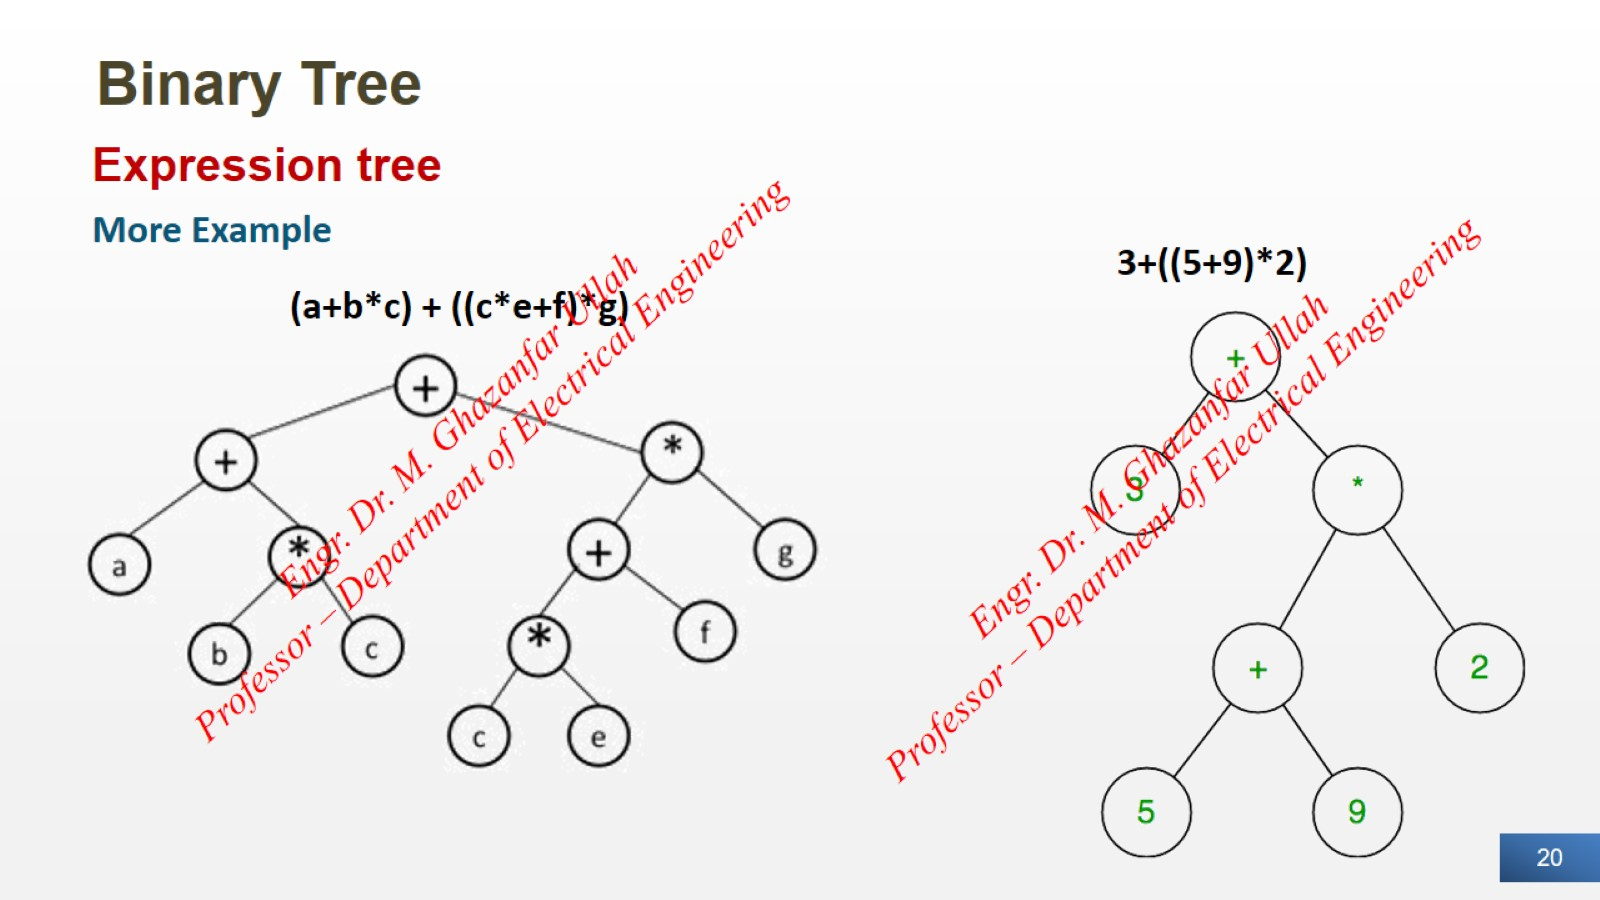 Binary Tree
Expression tree
More Example
(a+b*c) + ((c*e+f)*g)
+
+
*
a
*
+
g
b
c
*
f
c
e
3+((5+9)*2)
+
3
*
+
2
5
9
Engr. Dr. M. Ghazanfar Ullah
Professor – Department of Electrical Engineering
Engr. Dr. M. Ghazanfar Ullah
Professor – Department of Electrical Engineering
20